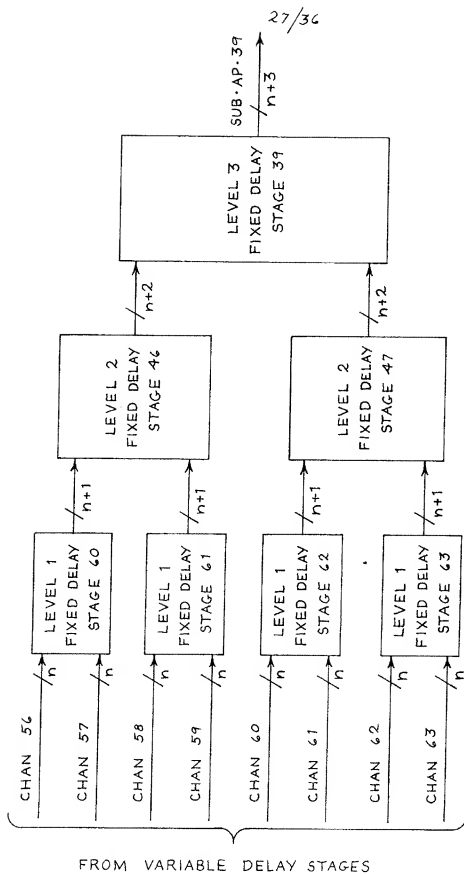 FROM VARIABLE DELAY STAGES
CHAN 56
CHAN 57
CHAN 58
CHAN 59
CHAN 60
CHAN 61
CHAN 62
CHAN 63
n
n
n
n
n
n
n
n
LEVEL 1
FIXED DELAY
STAGE 60
LEVEL 1
FIXED DELAY
STAGE 61
LEVEL 1
FIXED DELAY
STAGE 62
LEVEL 1
FIXED DELAY
STAGE 63
n+1
n+1
n+1
n+1
LEVEL 2
FIXED DELAY
STAGE 46
LEVEL 2
FIXED DELAY
STAGE 47
n+2
n+2
LEVEL 3
FIXED DELAY
STAGE 39
SUB·AP·39
n+3
27/36